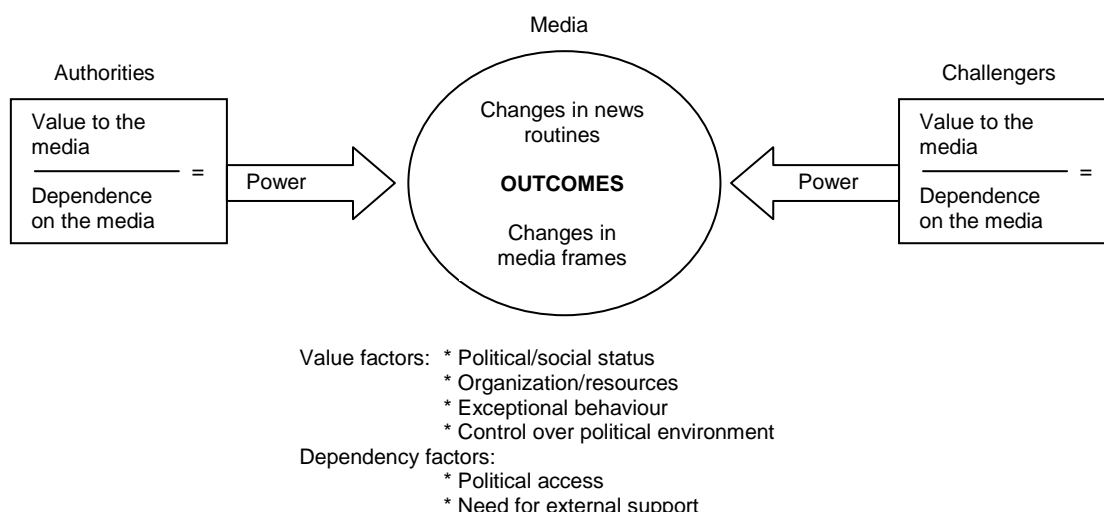 Media
Authorities
Challengers
Value to the
media
=
Dependence
on the media
Power
Changes in news
routines
OUTCOMES
Changes in
media frames
Power
Value to the
media
=
Dependence
on the media
Value factors: * Political/social status
* Organization/resources
* Exceptional behaviour
* Control over political environment
Dependency factors:
* Political access
* Need for external support